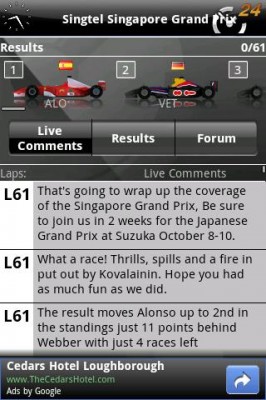 Singtel Singapore Grand Prix
24
Results 0/61
1 2 3
ALO VET
Live
Comments
Results
Forum
Laps: Live Comments
L61
That's going to wrap up the coverage
of the Singapore Grand Prix, Be sure
to join us in 2 weeks for the Japanese
Grand Prix at Suzuka October 8-10.
L61
What a race! Thrills, spills and a fire in
put out by Kovalainin. Hope you had
as much fun as we did.
L61
The result moves Alonso up to 2nd in
the standings just 11 points behind
Webber with just 4 races left
Cedars Hotel Loughborough
www.TheCedarsHotel.com
Ads by Google